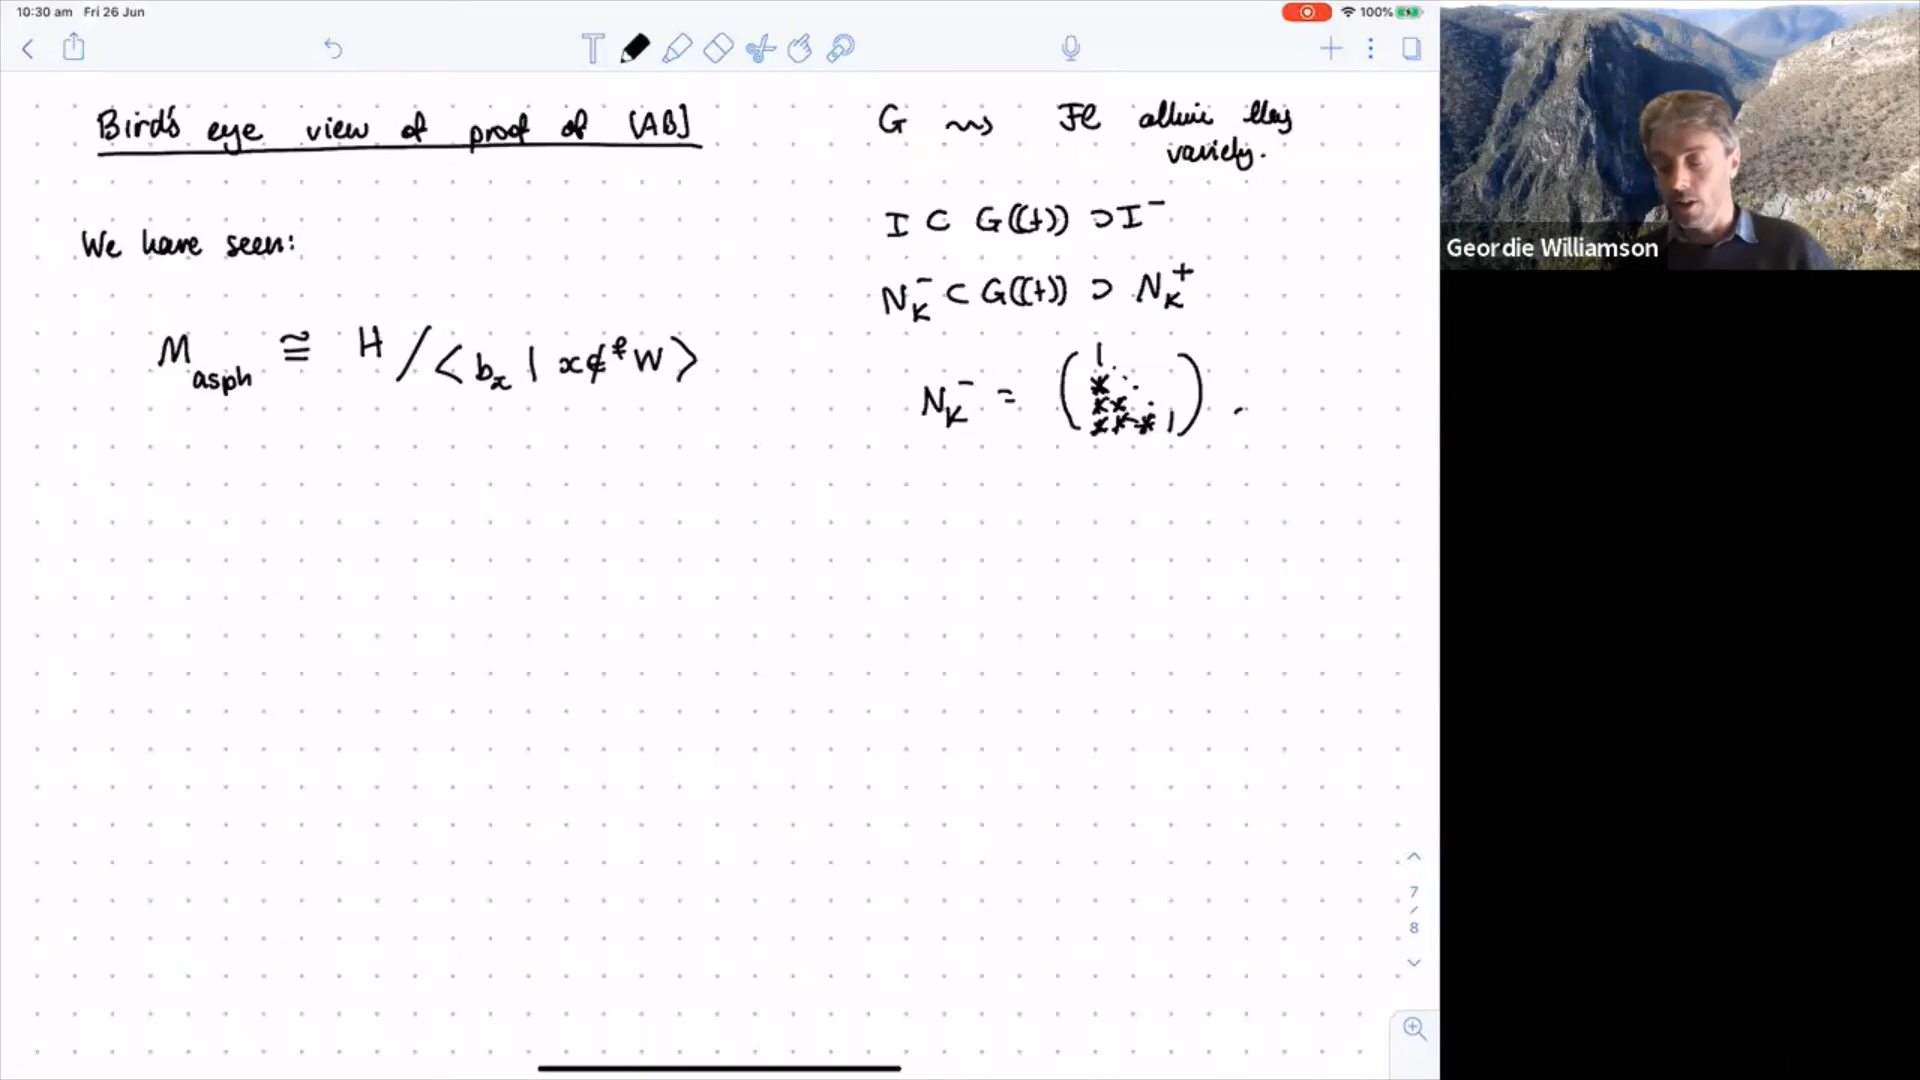 10:30 am Fri 26 Jun
100%
Bird's eye view of proof of [AB]
We have seen:
M_asph ≅ H / < b_x | x ∉ ᶠW >
G ⇝ Fl affine flag
variety.
I ⊂ G((t)) ⊃ I⁻
N_K⁻ ⊂ G((t)) ⊃ N_K⁺
N_K⁻ = ( 1
* ⋱
* * .
* * * 1 ) .
Geordie Williamson
7
/
8